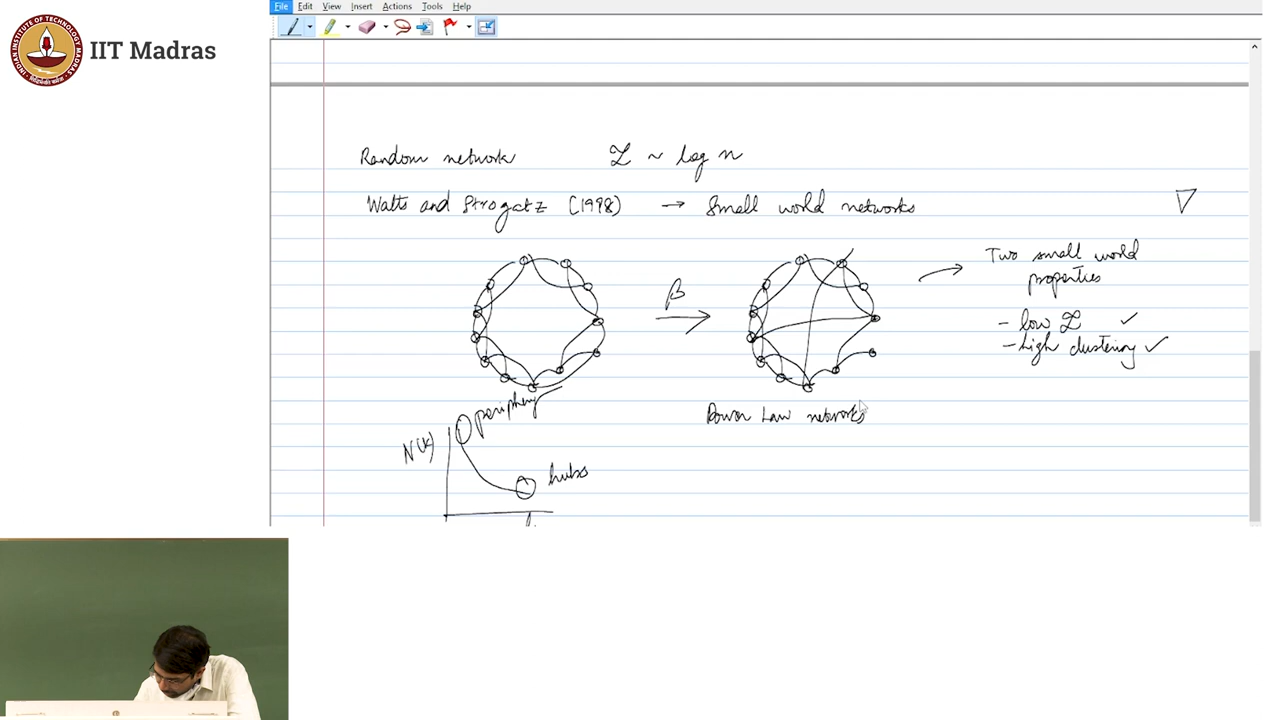 IIT Madras
File Edit View Insert Actions Tools Help
Random network L ~ log n
Watts and Strogatz (1998) → Small world networks
Two small world
properties
β
- low L ✓
- high clustering ✓
periphery
Power Law networks
N(k)
hubs